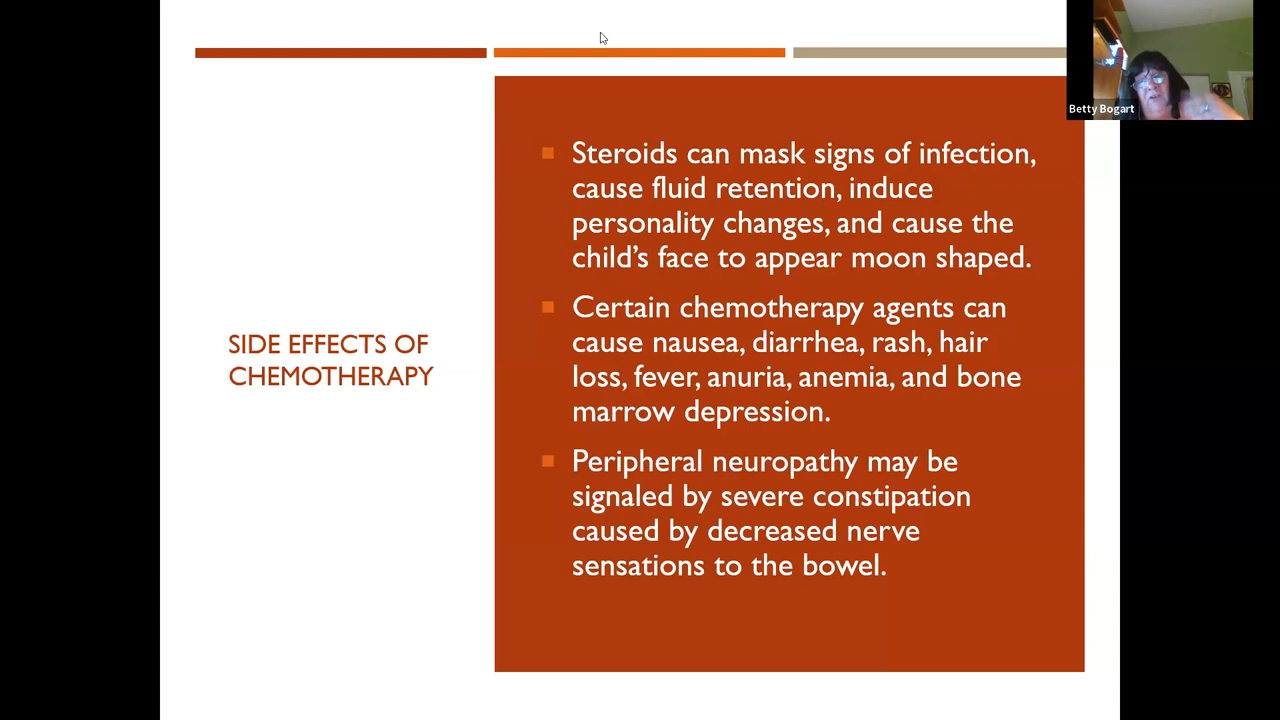 Betty Bogart
SIDE EFFECTS OF
CHEMOTHERAPY
Steroids can mask signs of infection,
cause fluid retention, induce
personality changes, and cause the
child’s face to appear moon shaped.
Certain chemotherapy agents can
cause nausea, diarrhea, rash, hair
loss, fever, anuria, anemia, and bone
marrow depression.
Peripheral neuropathy may be
signaled by severe constipation
caused by decreased nerve
sensations to the bowel.